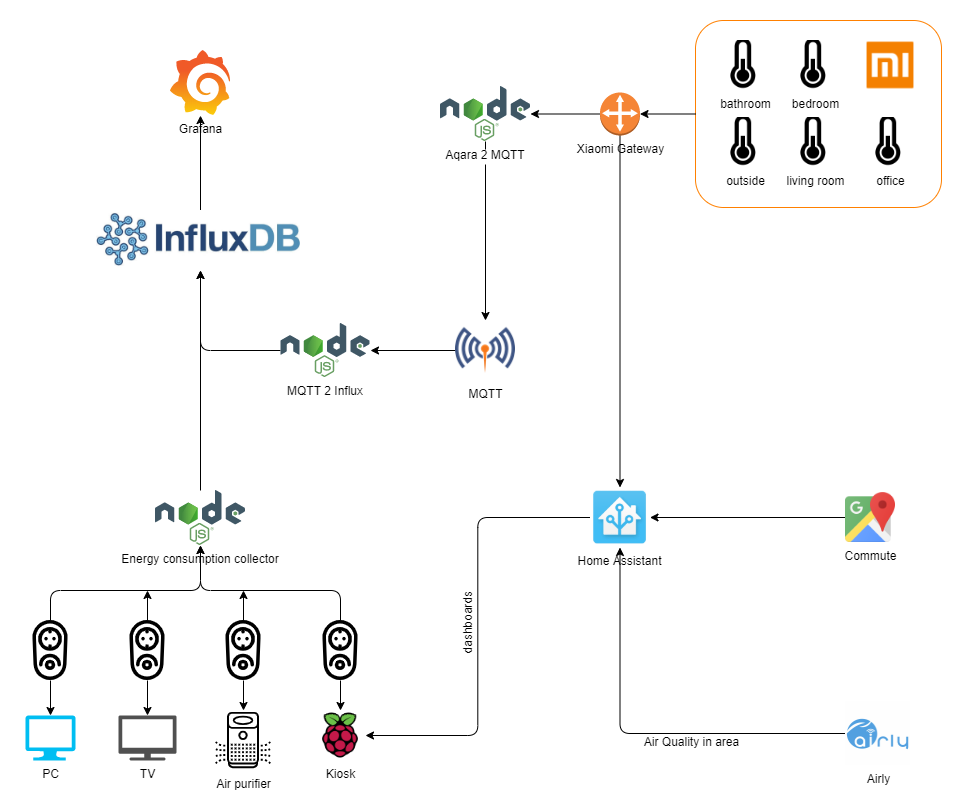 mi
bathroom
bedroom
Grafana
node
JS
Aqara 2 MQTT
Xiaomi Gateway
outside
living room
office
InfluxDB
node
JS
MQTT 2 Influx
MQTT
node
JS
Energy consumption collector
Home Assistant
G
Commute
dashboards
PC
TV
Air purifier
Kiosk
Air Quality in area
airly
Airly